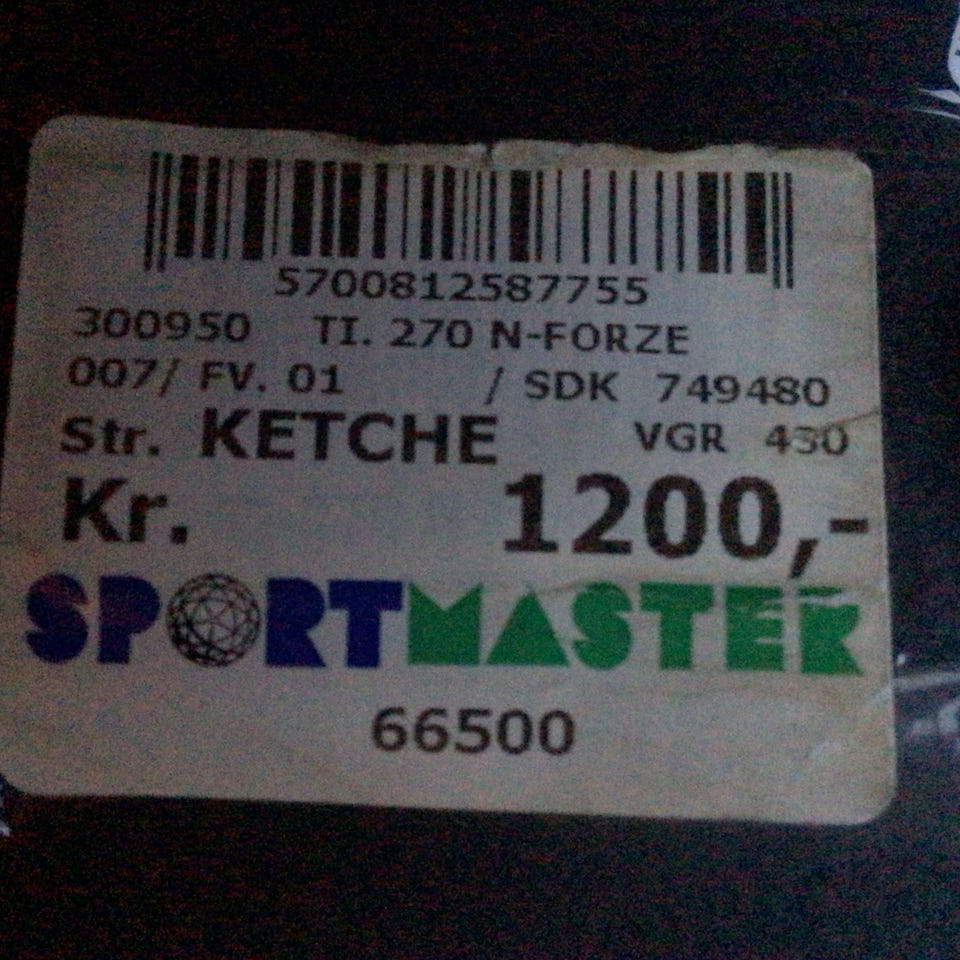 5700812587755
300950 TI. 270 N-FORZE
007/ FV. 01 / SDK 749480
Str. KETCHE VGR 430
Kr. 1200,-
SPORTMASTER
66500